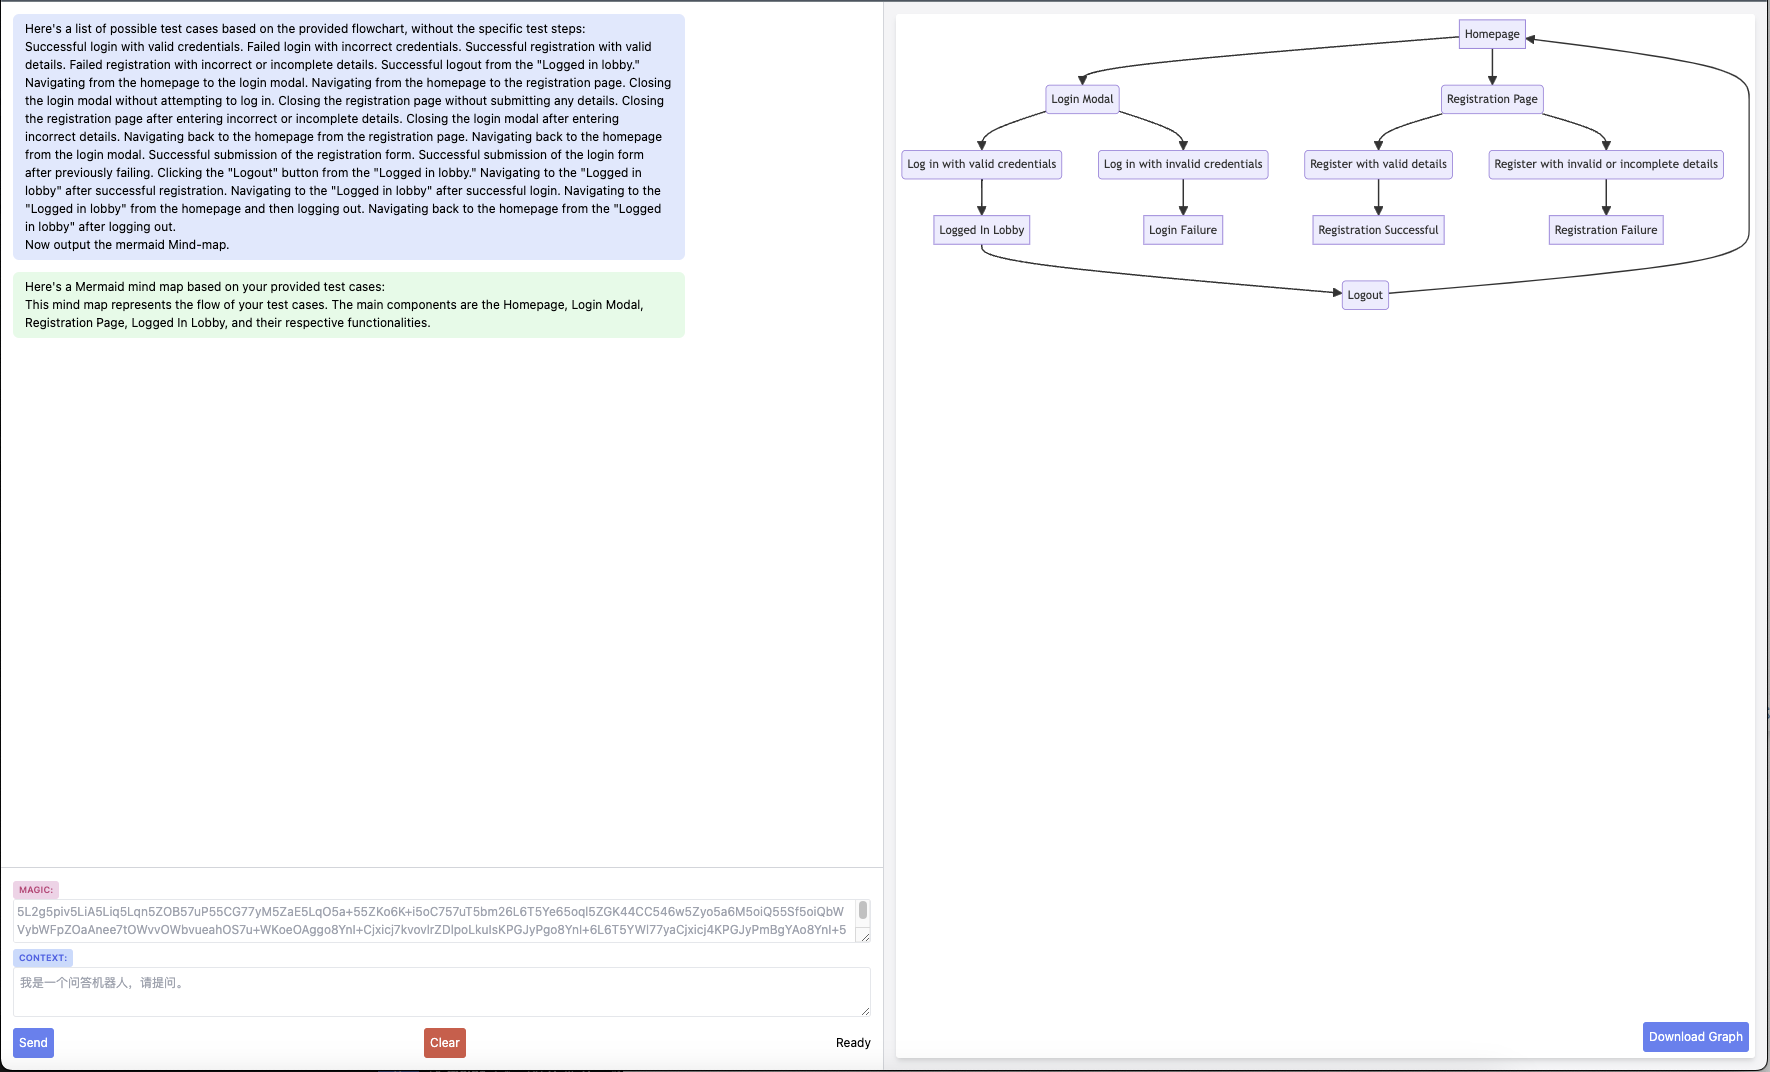 Here's a list of possible test cases based on the provided flowchart, without the specific test steps:
Successful login with valid credentials. Failed login with incorrect credentials. Successful registration with valid
details. Failed registration with incorrect or incomplete details. Successful logout from the "Logged in lobby."
Navigating from the homepage to the login modal. Navigating from the homepage to the registration page. Closing
the login modal without attempting to log in. Closing the registration page without submitting any details. Closing
the registration page after entering incorrect or incomplete details. Closing the login modal after entering
incorrect details. Navigating back to the homepage from the registration page. Navigating back to the homepage
from the login modal. Successful submission of the registration form. Successful submission of the login form
after previously failing. Clicking the "Logout" button from the "Logged in lobby." Navigating to the "Logged in
lobby" after successful registration. Navigating to the "Logged in lobby" after successful login. Navigating to the
"Logged in lobby" from the homepage and then logging out. Navigating back to the homepage from the "Logged
in lobby" after logging out.
Now output the mermaid Mind-map.
Here's a Mermaid mind map based on your provided test cases:
This mind map represents the flow of your test cases. The main components are the Homepage, Login Modal,
Registration Page, Logged In Lobby, and their respective functionalities.
MAGIC:
CONTEXT:
我是一个问答机器人，请提问。
Send
Clear
Ready
Homepage
Login Modal
Registration Page
Log in with valid credentials
Log in with invalid credentials
Register with valid details
Register with invalid or incomplete details
Logged In Lobby
Login Failure
Registration Successful
Registration Failure
Logout
Download Graph